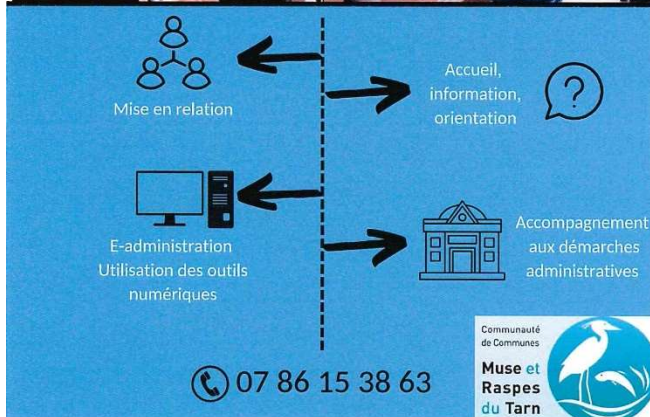 Mise en relation
Accueil,
information,
orientation
?
E-administration
Utilisation des outils
numériques
Accompagnement
aux démarches
administratives
07 86 15 38 63
Communauté
de Communes
Muse et
Raspes
du Tarn